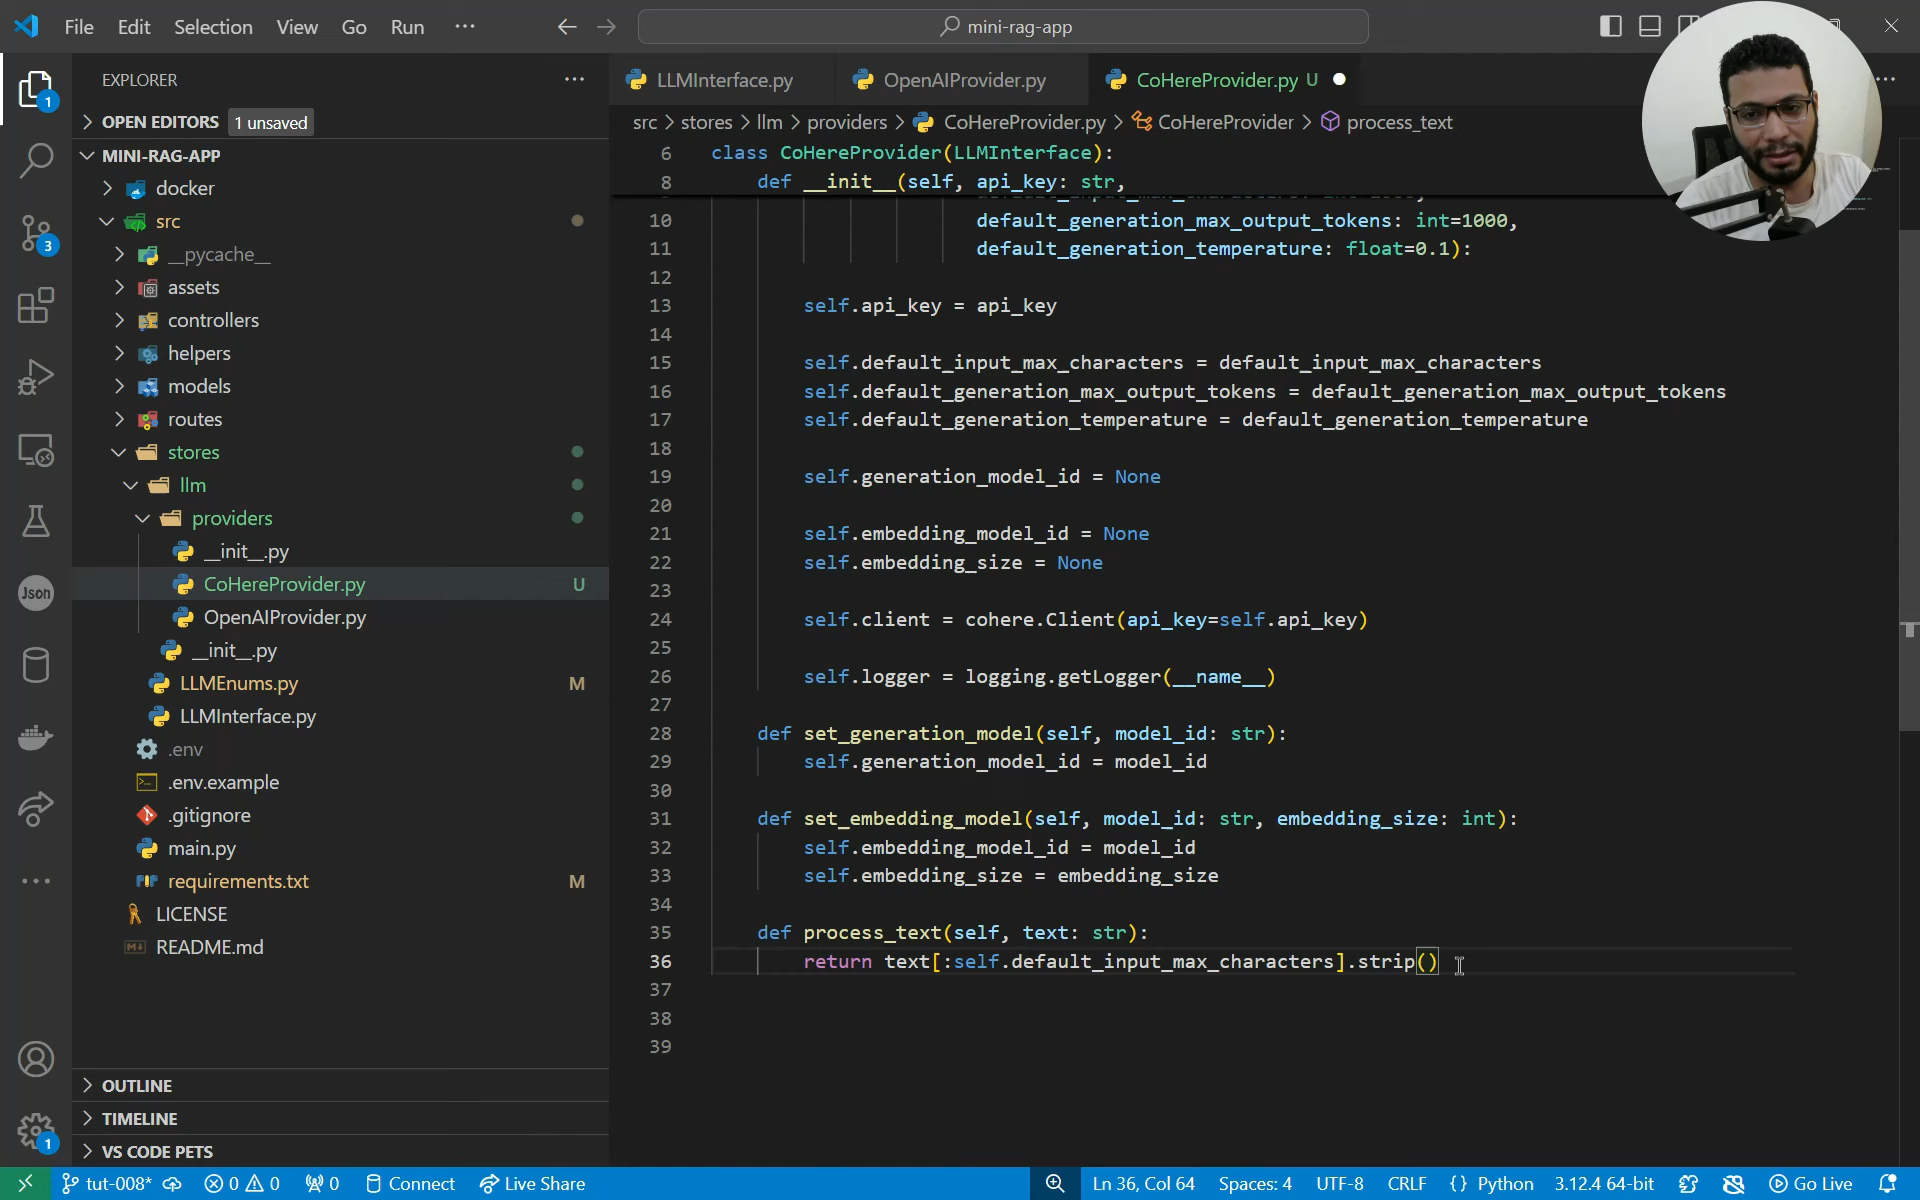 File Edit Selection View Go Run ···
mini-rag-app
EXPLORER
OPEN EDITORS 1 unsaved
MINI-RAG-APP
docker
src
__pycache__
assets
controllers
helpers
models
routes
stores
llm
providers
__init__.py
CoHereProvider.py U
OpenAIProvider.py
__init__.py
LLMEnums.py M
LLMInterface.py
.env
.env.example
.gitignore
main.py
requirements.txt M
LICENSE
README.md
OUTLINE
TIMELINE
VS CODE PETS
1
3
Json
1
LLMInterface.py OpenAIProvider.py CoHereProvider.py U
src > stores > llm > providers > CoHereProvider.py > CoHereProvider > process_text
6 class CoHereProvider(LLMInterface):
8 def __init__(self, api_key: str,
10 default_generation_max_output_tokens: int=1000,
11 default_generation_temperature: float=0.1):
12
13 self.api_key = api_key
14
15 self.default_input_max_characters = default_input_max_characters
16 self.default_generation_max_output_tokens = default_generation_max_output_tokens
17 self.default_generation_temperature = default_generation_temperature
18
19 self.generation_model_id = None
20
21 self.embedding_model_id = None
22 self.embedding_size = None
23
24 self.client = cohere.Client(api_key=self.api_key)
25
26 self.logger = logging.getLogger(__name__)
27
28 def set_generation_model(self, model_id: str):
29 self.generation_model_id = model_id
30
31 def set_embedding_model(self, model_id: str, embedding_size: int):
32 self.embedding_model_id = model_id
33 self.embedding_size = embedding_size
34
35 def process_text(self, text: str):
36 return text[:self.default_input_max_characters].strip()
37
38
39
tut-008* 0 0 0 Connect Live Share Ln 36, Col 64 Spaces: 4 UTF-8 CRLF {} Python 3.12.4 64-bit Go Live